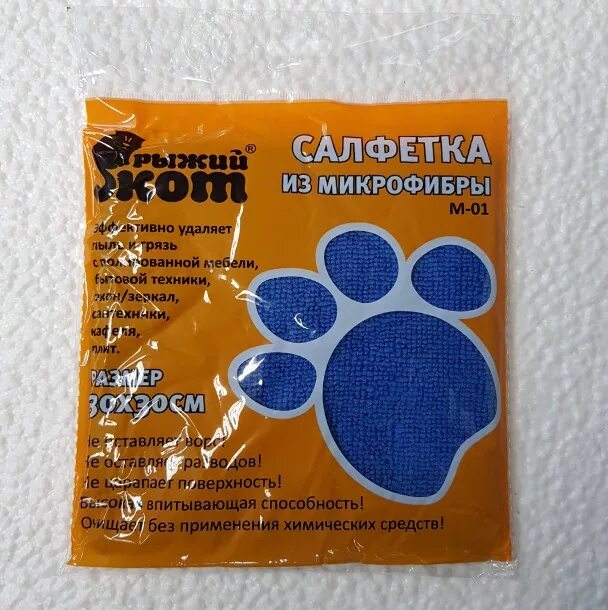 рыжий
кот®
САЛФЕТКА
ИЗ МИКРОФИБРЫ
М-01
Эффективно удаляет
пыль и грязь
с полированной мебели,
бытовой техники,
окон/зеркал,
сантехники,
кафеля,
плит.
РАЗМЕР
30Х30СМ
Не оставляет ворс!
Не оставляет разводов!
Не царапает поверхность!
Высокая впитывающая способность!
Очищает без применения химических средств!